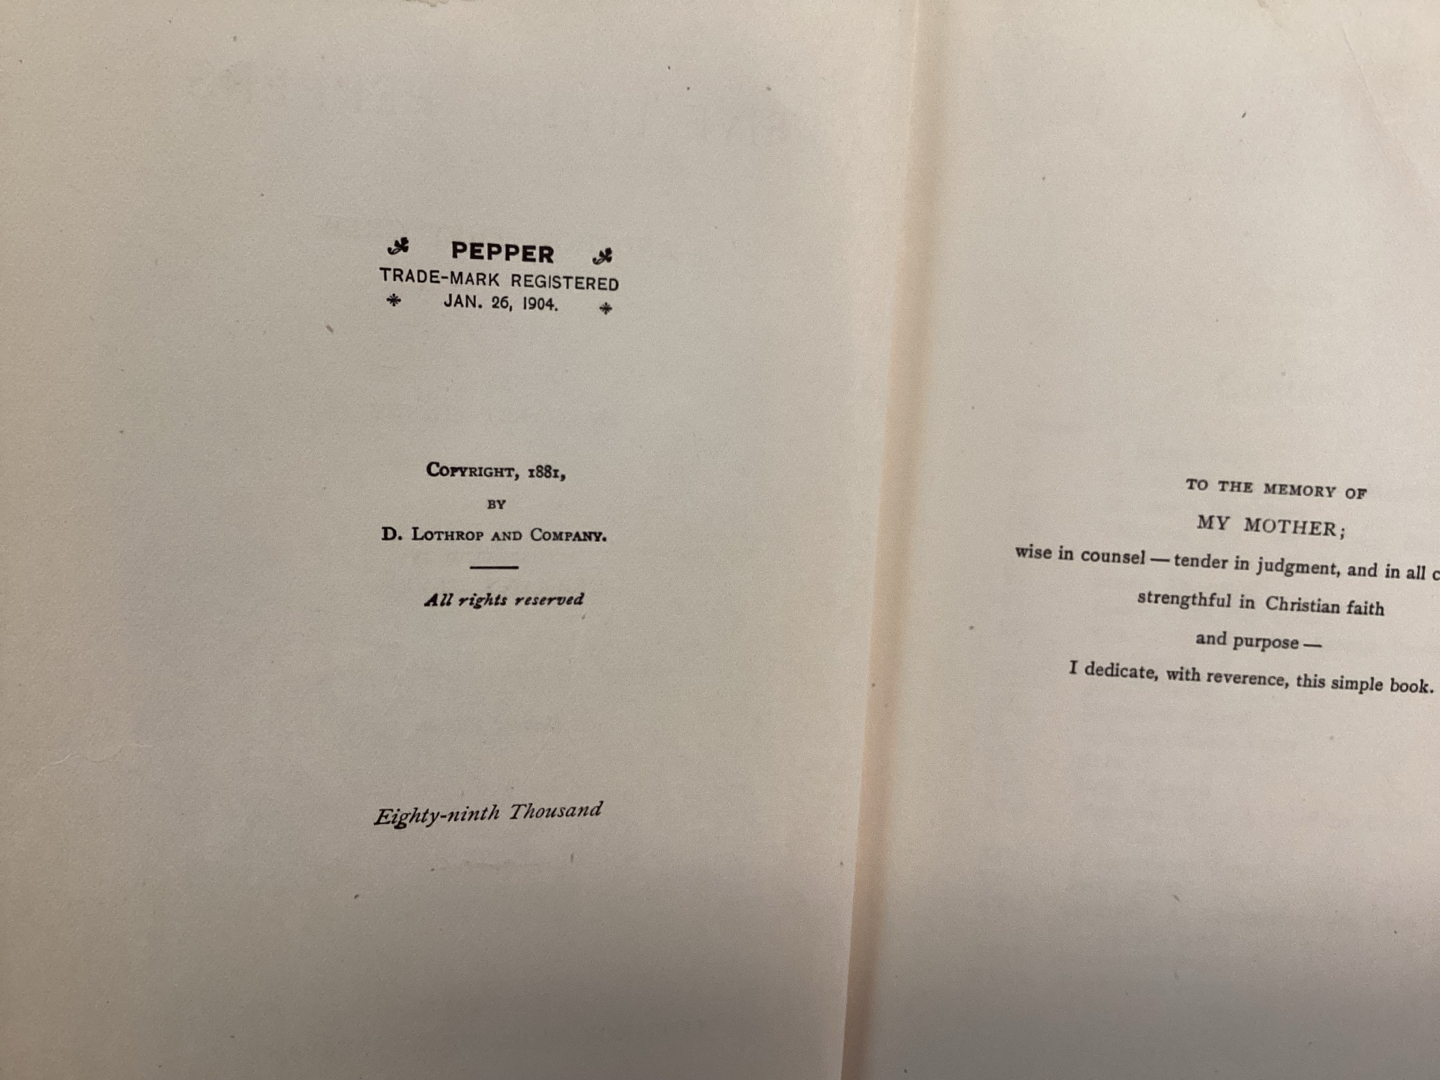 PEPPER
TRADE-MARK REGISTERED
JAN. 26, 1904.
COPYRIGHT, 1881,
BY
D. LOTHROP AND COMPANY.
All rights reserved
Eighty-ninth Thousand
TO THE MEMORY OF
MY MOTHER;
wise in counsel — tender in judgment, and in all
strengthful in Christian faith
and purpose —
I dedicate, with reverence, this simple book.